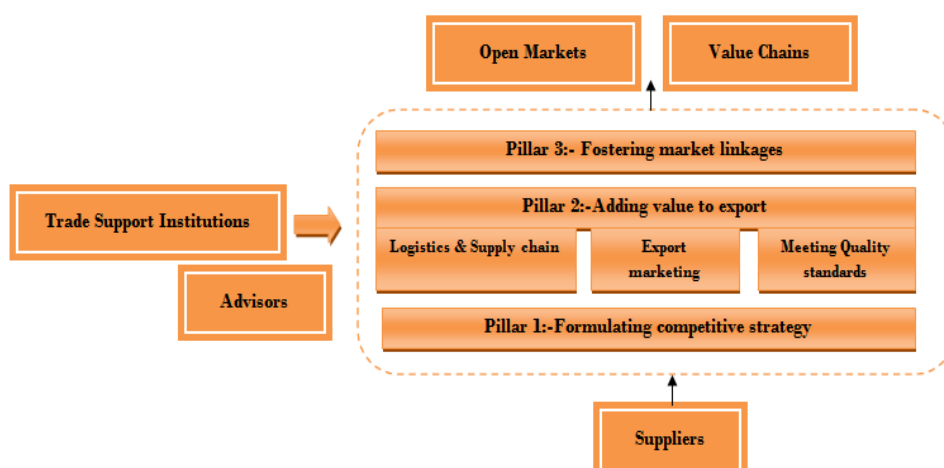 Open Markets
Value Chains
Pillar 3:- Fostering market linkages
Trade Support Institutions
Advisors
Pillar 2:-Adding value to export
Logistics & Supply chain
Export
marketing
Meeting Quality
standards
Pillar 1:-Formulating competitive strategy
Suppliers